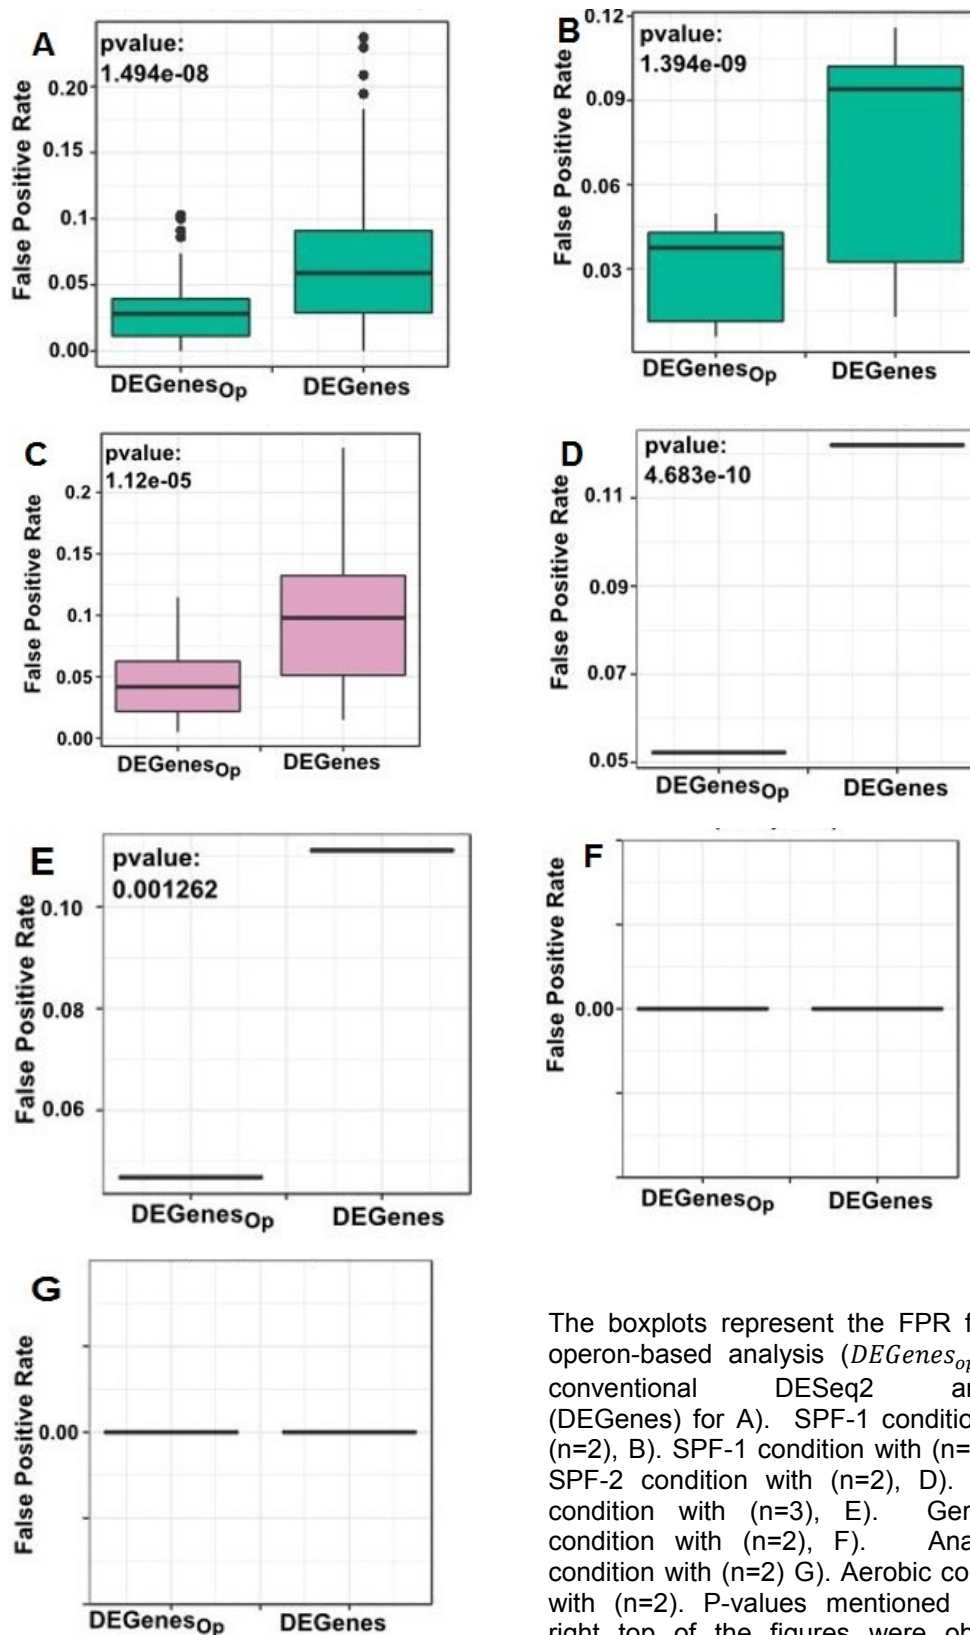 A
pvalue:
1.494e-08
False Positive Rate
0.20
0.15
0.1
0.05
0.00
DEGenesOp
DEGenes
B
pvalue:
1.394e-09
False Positive Rate
0.12
0.09
0.06
0.03
DEGenesOp
DEGenes
C
pvalue:
1.12e-05
False Positive Rate
0.2
0.15
0.1
0.05
0.00
DEGenesOp
DEGenes
D
pvalue:
4.683e-10
False Positive Rate
0.11
0.09
0.07
0.05
DEGenesOp
DEGenes
E
pvalue:
0.001262
False Positive Rate
0.10
0.08
0.06
DEGenesOp
DEGenes
F
False Positive Rate
0.00
DEGenesOp
DEGenes
G
False Positive Rate
0.00
DEGenesOp
DEGenes
The boxplots represent the FPR f
operon-based analysis (DEGenesop
conventional DESeq2 an
(DEGenes) for A). SPF-1 conditio
(n=2), B). SPF-1 condition with (n=
SPF-2 condition with (n=2), D).
condition with (n=3), E). Ger
condition with (n=2), F). Ana
condition with (n=2) G). Aerobic co
with (n=2). P-values mentioned
right top of the figures were ob